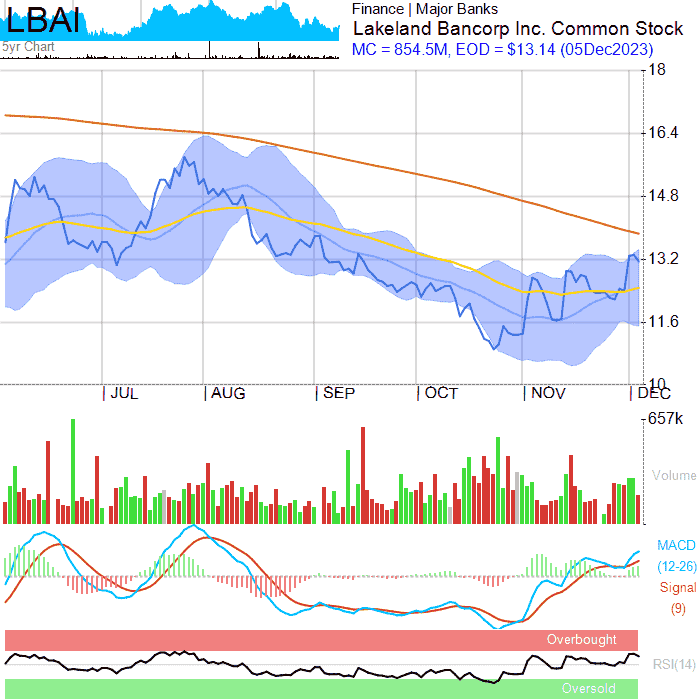 LBAI
Finance | Major Banks
Lakeland Bancorp Inc. Common Stock
5yr Chart
MC = 854.5M, EOD = $13.14 (05Dec2023)
18
16.4
14.8
13.2
11.6
10
JUL
AUG
SEP
OCT
NOV
DEC
657k
Volume
MACD
(12-26)
Signal
(9)
Overbought
RSI(14)
Oversold